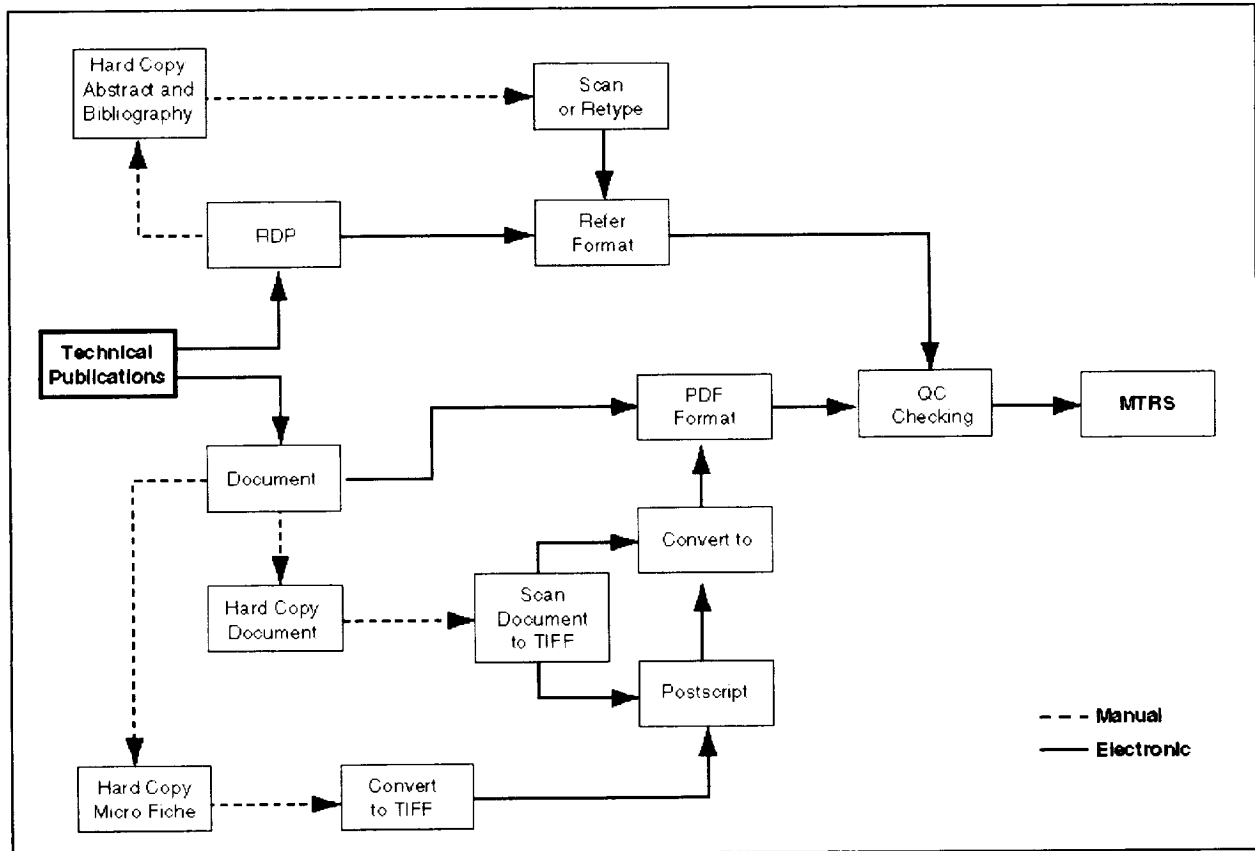 Hard Copy
Abstract and
Bibliography
Scan
or Retype
RDP
Refer
Format
Technical
Publications
PDF
Format
QC
Checking
MTRS
Document
Convert to
Hard Copy
Document
Scan
Document
to TIFF
Postscript
Manual
Electronic
Hard Copy
Micro Fiche
Convert
to TIFF